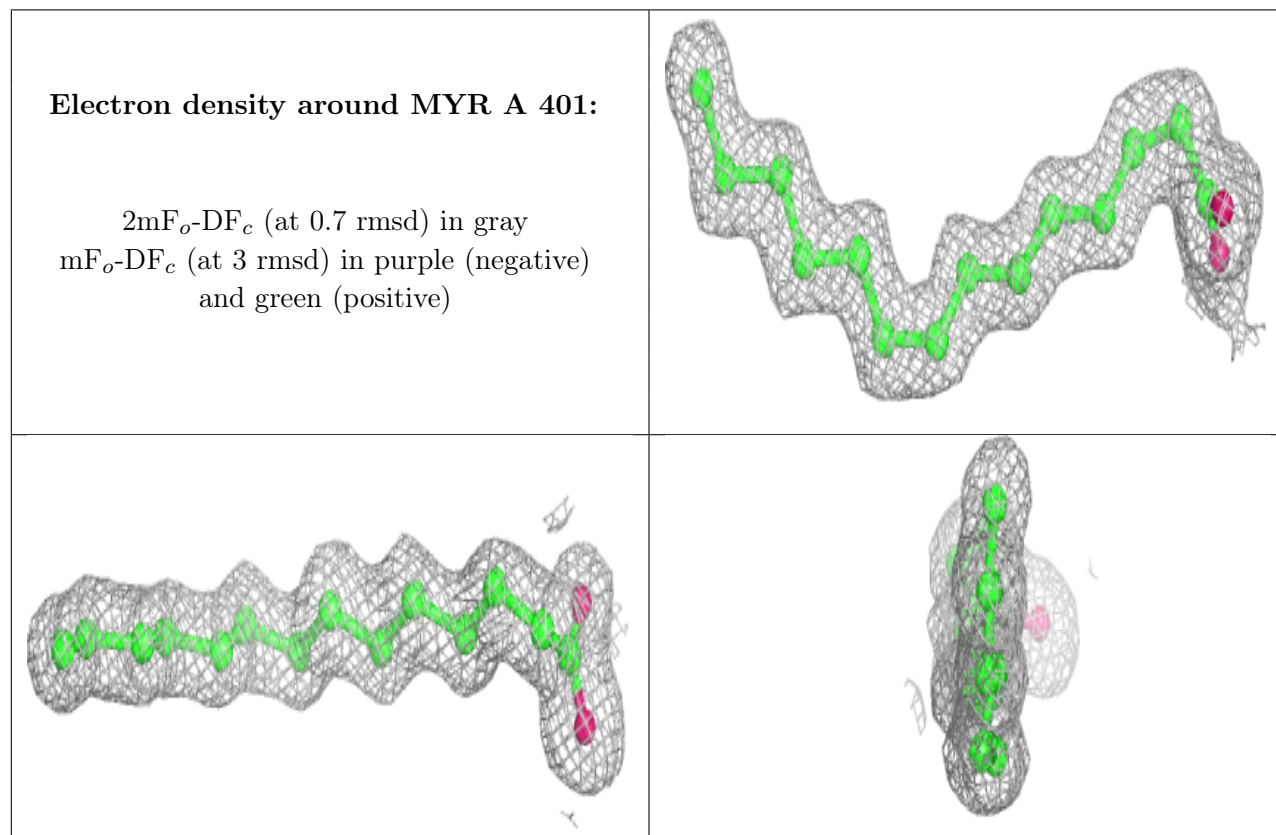 Electron density around MYR A 401:
2mFo-DFc (at 0.7 rmsd) in gray
mFo-DFc (at 3 rmsd) in purple (negative)
and green (positive)